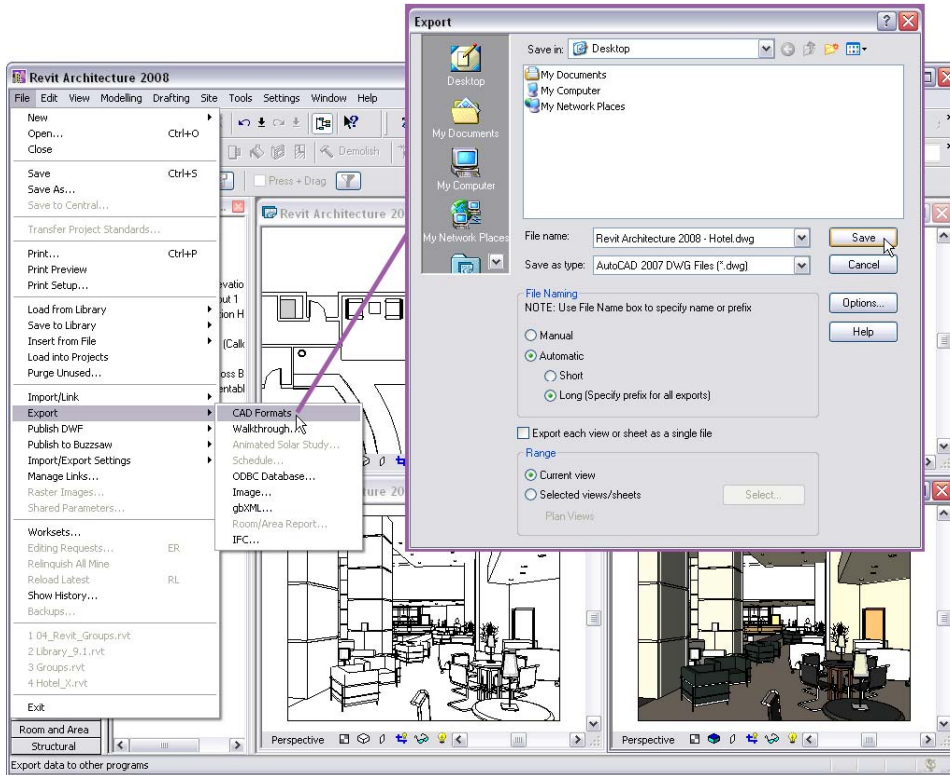 Export
Save in: Desktop
Desktop
My Documents
My Computer
My Network Places
My Documents
My Computer
My Network Places
File name: Revit Architecture 2008 - Hotel.dwg Save
Save as type: AutoCAD 2007 DWG Files (*.dwg) Cancel
File Naming
NOTE: Use File Name box to specify name or prefix
Options...
Manual
Help
Automatic
Short
Long (Specify prefix for all exports)
Export each view or sheet as a single file
Range
Current view
Selected views/sheets Select...
Plan Views
Revit Architecture 2008
File Edit View Modelling Drafting Site Tools Settings Window Help
Demolish
Press + Drag
New
Open... Ctrl+O
Close
Save Ctrl+S
Save As...
Save to Central...
Transfer Project Standards...
Print... Ctrl+P
Print Preview
Print Setup...
Load from Library
Save to Library
Insert from File
Load into Projects
Purge Unused...
Import/Link
Export
Publish DWF
Publish to Buzzsaw
Import/Export Settings
Manage Links...
Raster Images...
Shared Parameters...
Worksets...
Editing Requests... ER
Relinquish All Mine
Reload Latest RL
Show History...
Backups...
1 04_Revit_Groups.rvt
2 Library_9.1.rvt
3 Groups.rvt
4 Hotel_X.rvt
Exit
CAD Formats
Walkthrough...
Animated Solar Study...
Schedule...
ODBC Database...
Image...
gbXML...
Room/Area Report...
IFC...
Revit Architecture 20
Room and Area
Structural
Perspective
Perspective
Export data to other programs